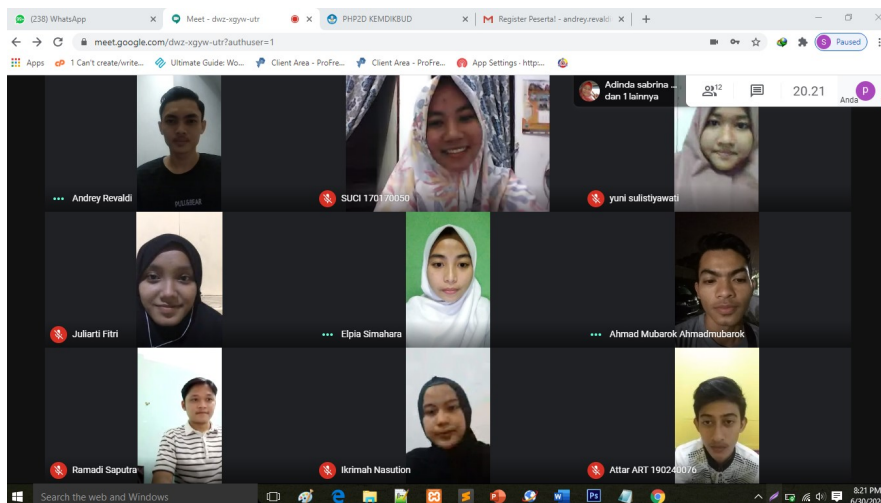 (238) WhatsApp
Meet - dwz-xgyw-utr
PHP2D KEMDIKBUD
Register Peserta! - andrey.revaldi
meet.google.com/dwz-xgyw-utr?authuser=1
S Paused
Apps
1 Can't create/write...
Ultimate Guide: Wo...
Client Area - ProFre...
Client Area - ProFre...
App Settings - http:...
Adinda sabrina ...
dan 1 lainnya
12
20.21
Anda
P
PULL&BEAR
Andrey Revaldi
SUCI 170170050
yuni sulistiyawati
Juliarti Fitri
Elpia Simahara
Ahmad Mubarok Ahmadmubarok
Ramadi Saputra
Ikrimah Nasution
Attar ART 190240076
Search the web and Windows
Ps
8:21 PM